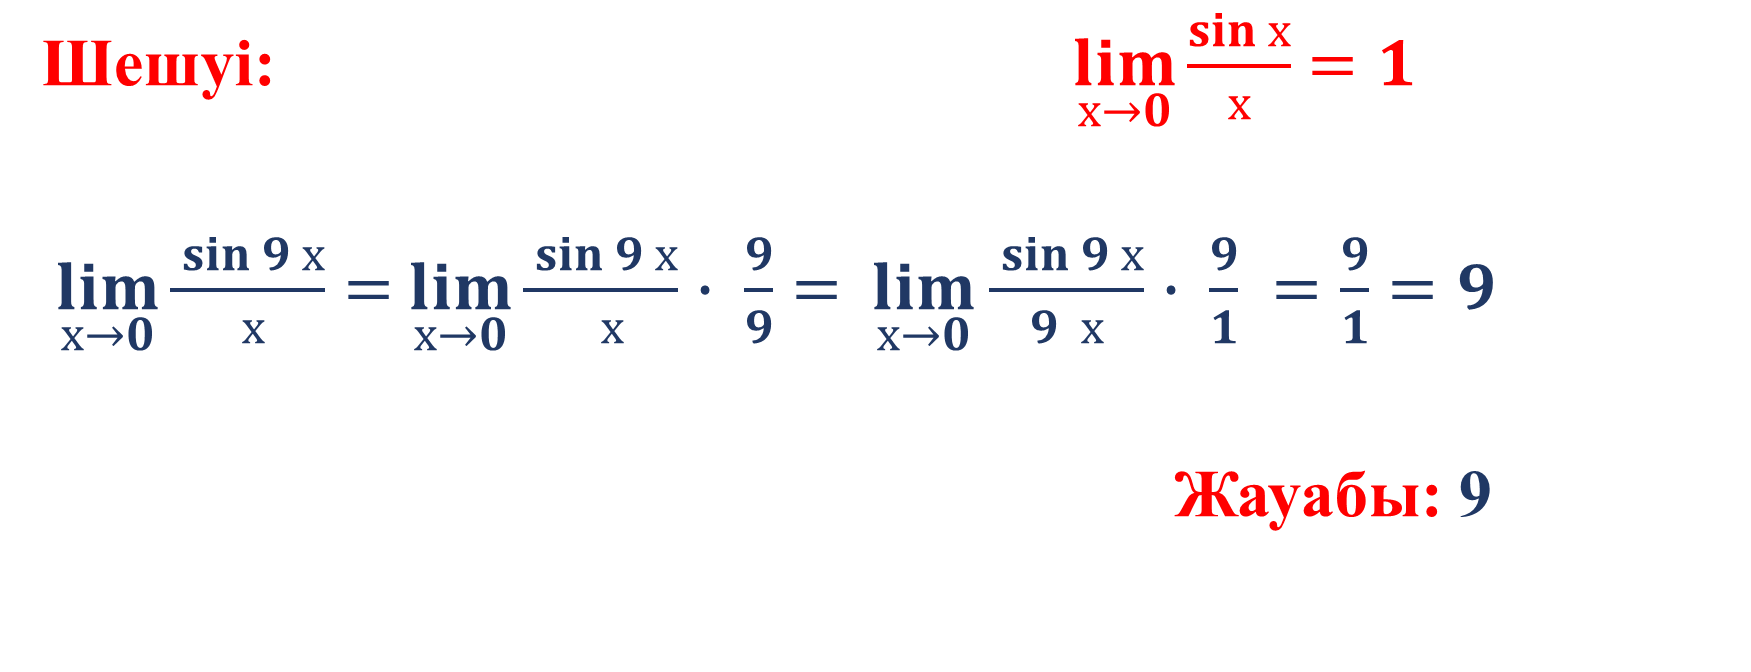 Шешуі: lim x→0 sin x / x = 1
lim x→0 sin 9 x / x = lim x→0 sin 9 x / x · 9 / 9 = lim x→0 sin 9 x / 9 x · 9 / 1 = 9 / 1 = 9
Жауабы: 9